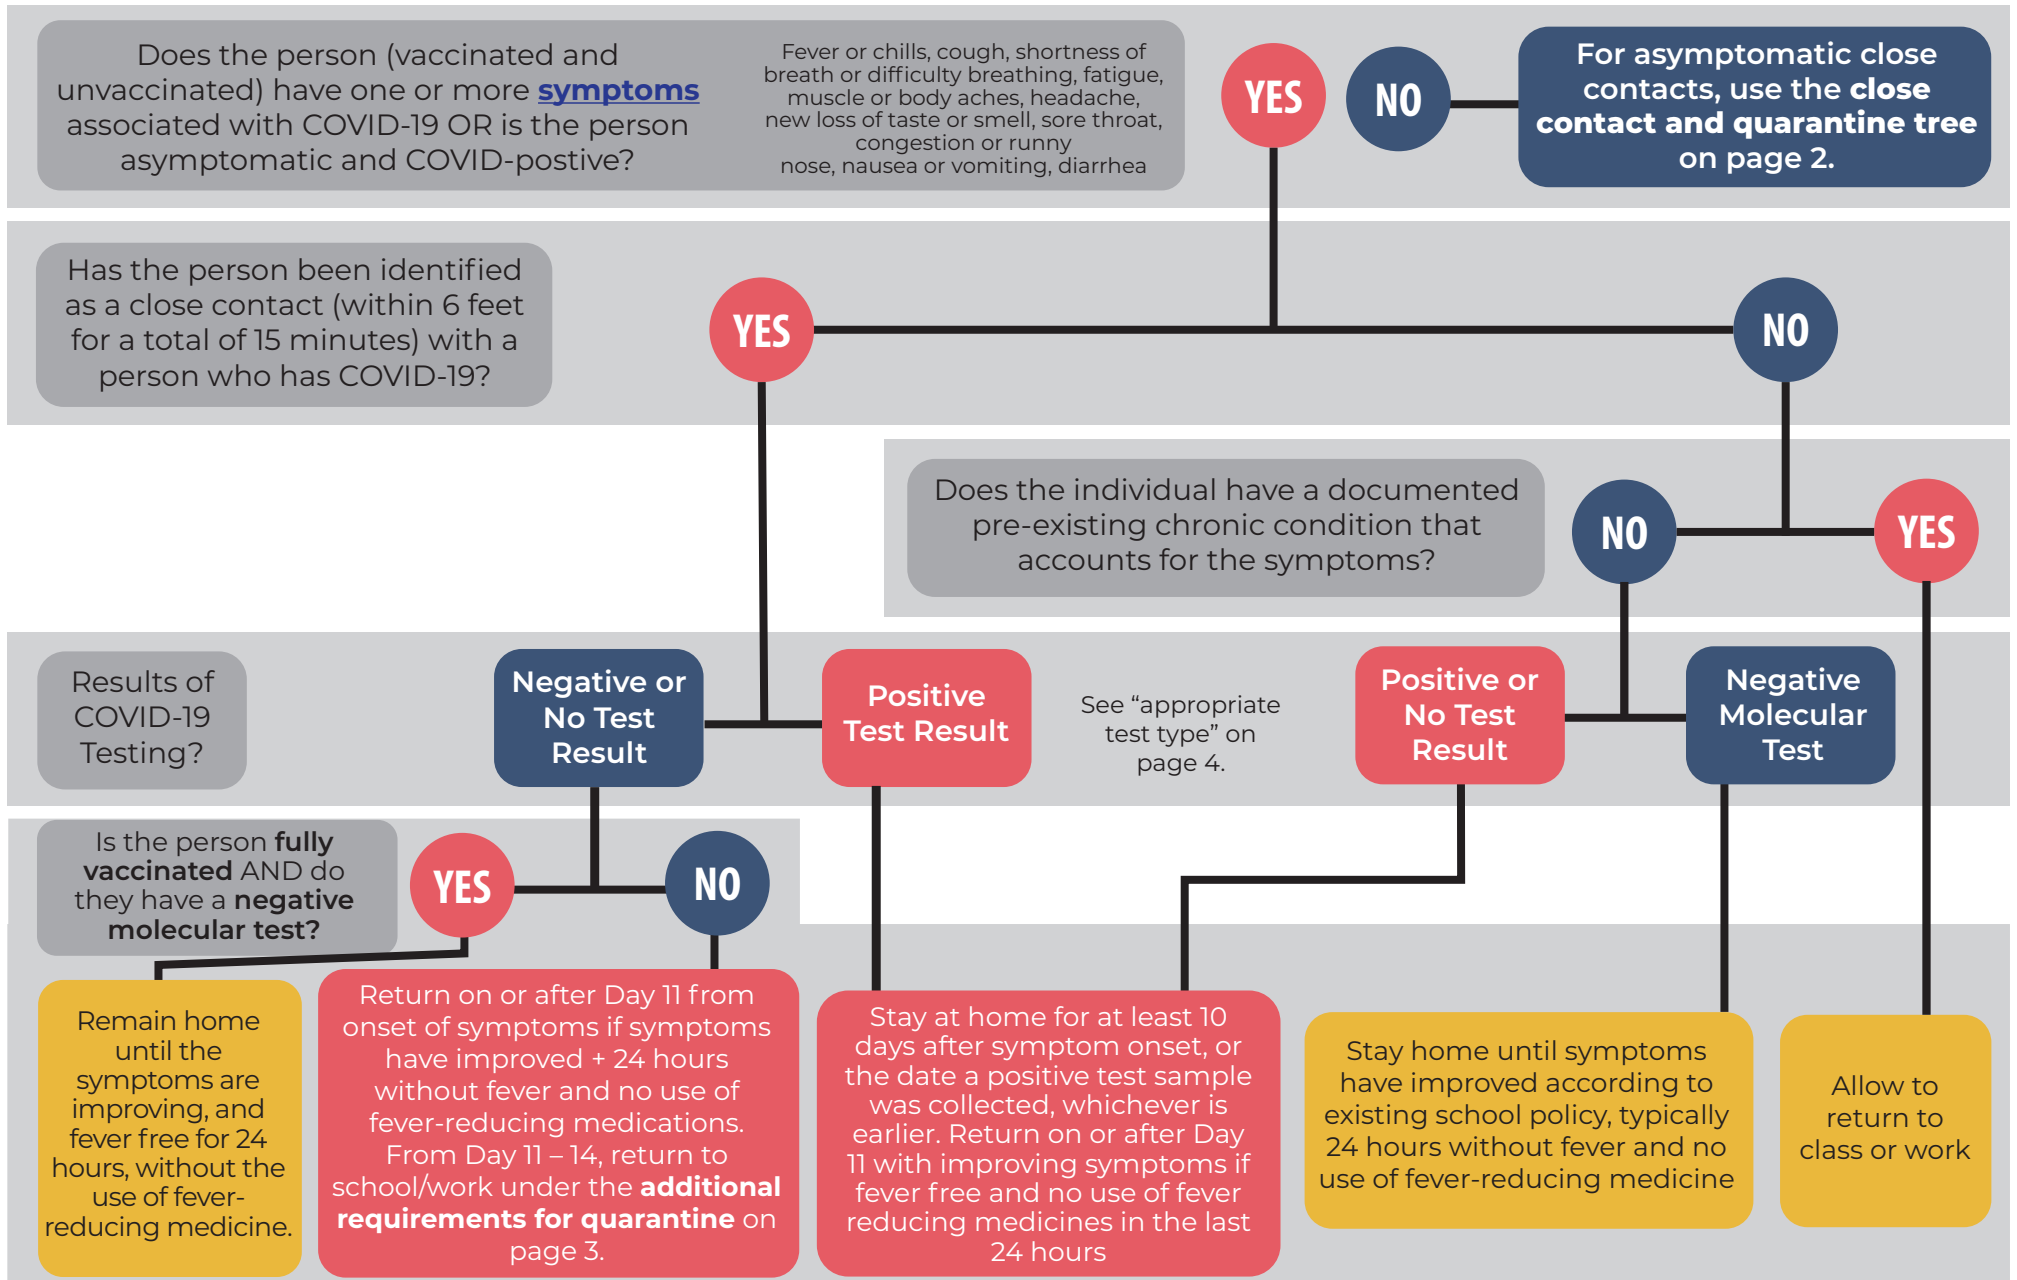 Does the person (vaccinated and
unvaccinated) have one or more symptoms
associated with COVID-19 OR is the person
asymptomatic and COVID-postive?
Fever or chills, cough, shortness of
breath or difficulty breathing, fatigue,
muscle or body aches, headache,
new loss of taste or smell, sore throat,
congestion or runny
nose, nausea or vomiting, diarrhea
YES
NO
For asymptomatic close
contacts, use the close
contact and quarantine tree
on page 2.
Has the person been identified
as a close contact (within 6 feet
for a total of 15 minutes) with a
person who has COVID-19?
YES
NO
Does the individual have a documented
pre-existing chronic condition that
accounts for the symptoms?
NO
YES
Results of
COVID-19
Testing?
Negative or
No Test
Result
Positive
Test Result
See “appropriate
test type” on
page 4.
Positive or
No Test
Result
Negative
Molecular
Test
Is the person fully
vaccinated AND do
they have a negative
molecular test?
YES
NO
Remain home
until the
symptoms are
improving, and
fever free for 24
hours, without the
use of fever-
reducing medicine.
Return on or after Day 11 from
onset of symptoms if symptoms
have improved + 24 hours
without fever and no use of
fever-reducing medications.
From Day 11 – 14, return to
school/work under the additional
requirements for quarantine on
page 3.
Stay at home for at least 10
days after symptom onset, or
the date a positive test sample
was collected, whichever is
earlier. Return on or after Day
11 with improving symptoms if
fever free and no use of fever
reducing medicines in the last
24 hours
Stay home until symptoms
have improved according to
existing school policy, typically
24 hours without fever and no
use of fever-reducing medicine
Allow to
return to
class or work